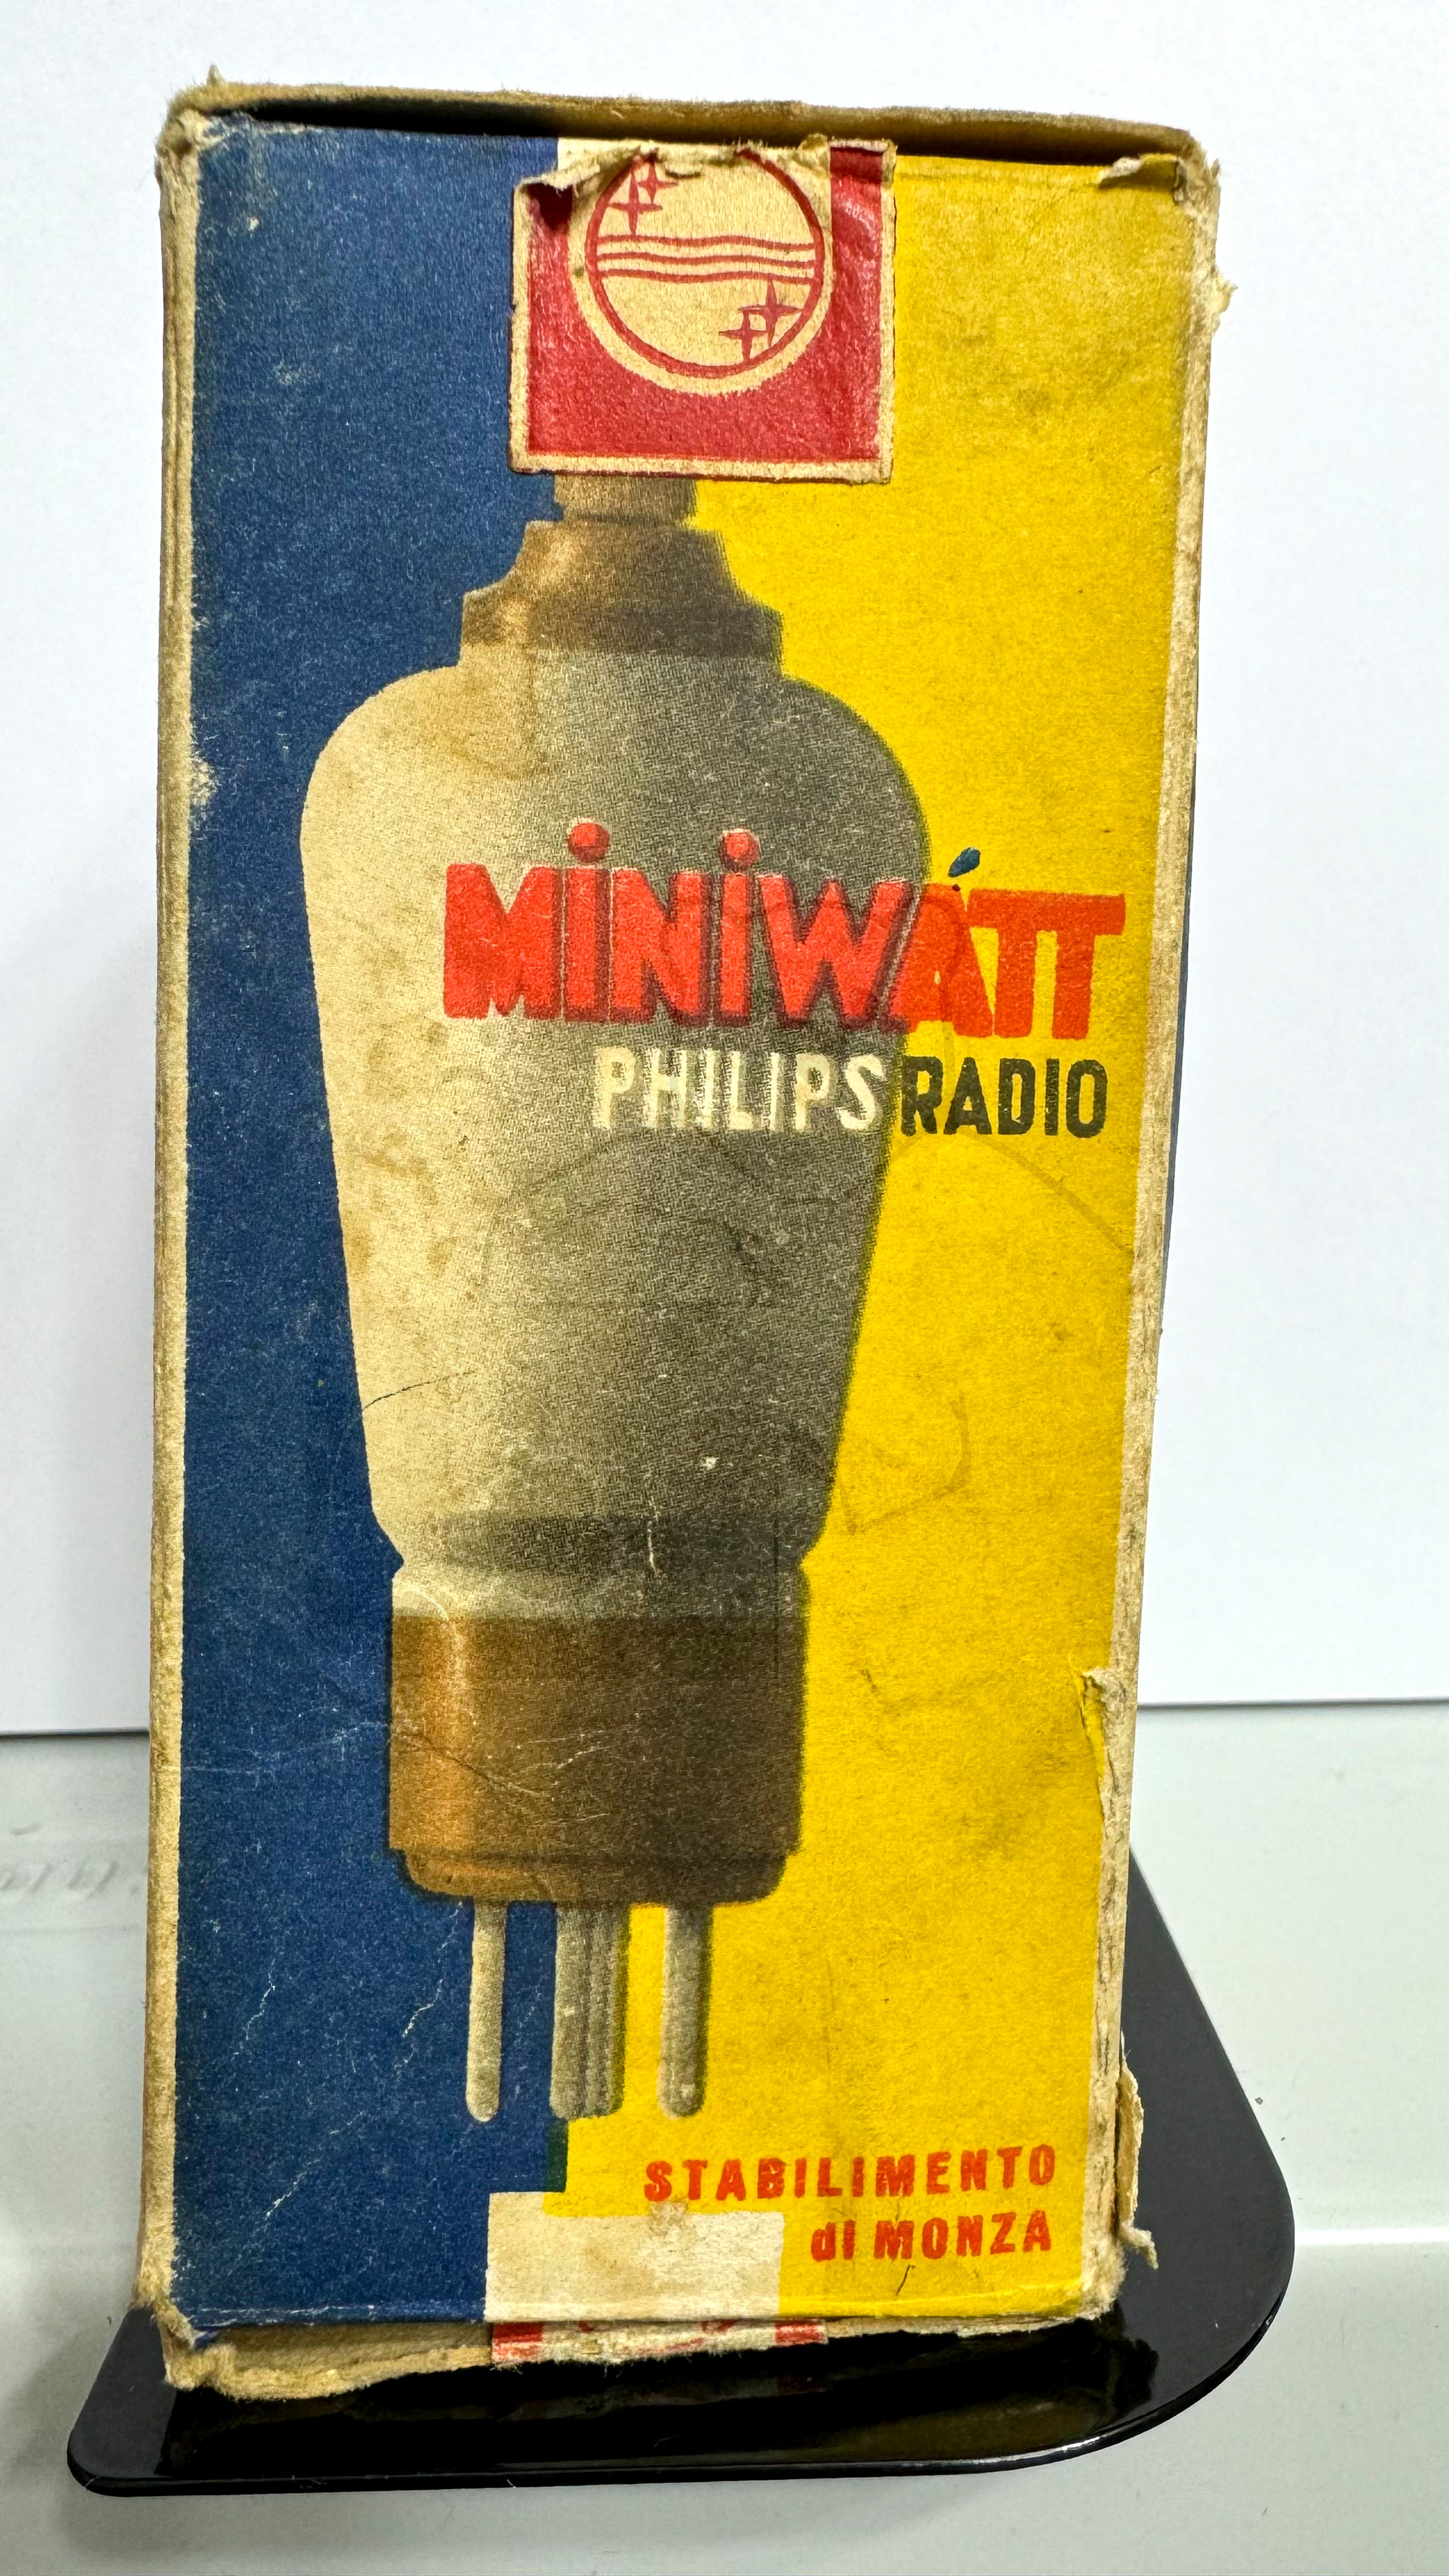 MiNiWATT
PHILIPS RADIO
STABILIMENTO
di MONZA